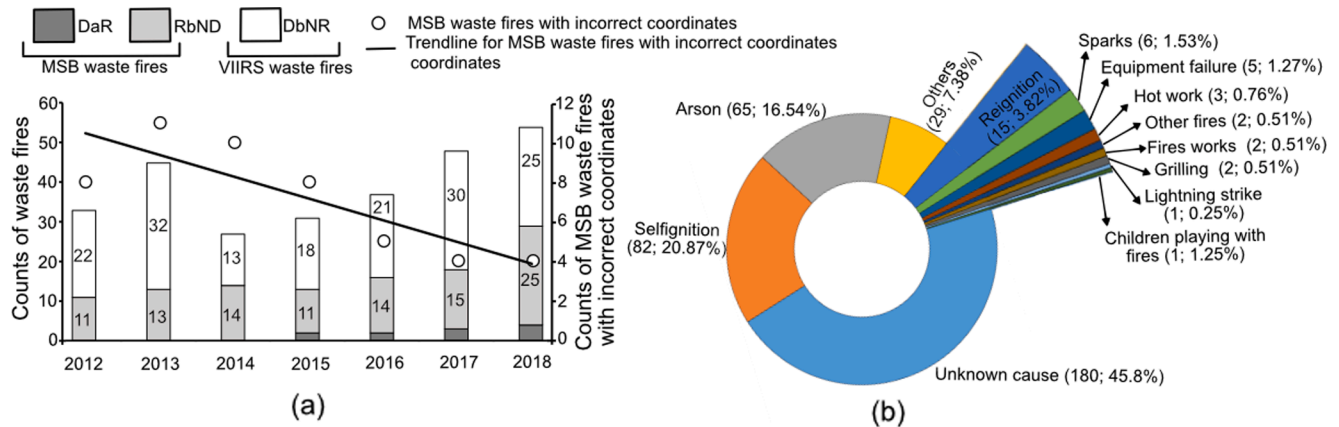 DaR RbND DbNR
MSB waste fires VIIRS waste fires
MSB waste fires with incorrect coordinates
Trendline for MSB waste fires with incorrect coordinates
coordinates
Counts of waste fires
60
50
40
30
20
10
0
22
11
32
13
13
14
18
11
21
14
30
15
25
25
12
10
8
6
4
2
0
Counts of MSB waste fires
with incorrect coordinates
2012 2013 2014 2015 2016 2017 2018
(a)
Sparks (6; 1.53%)
Equipment failure (5; 1.27%)
Hot work (3; 0.76%)
Other fires (2; 0.51%)
Fires works (2; 0.51%)
Grilling (2; 0.51%)
Lightning strike
(1; 0.25%)
Children playing with
fires (1; 1.25%)
Reignition
(15; 3.82%)
Others
(29; 7.38%)
Arson (65; 16.54%)
Selfignition
(82; 20.87%)
Unknown cause (180; 45.8%)
(b)